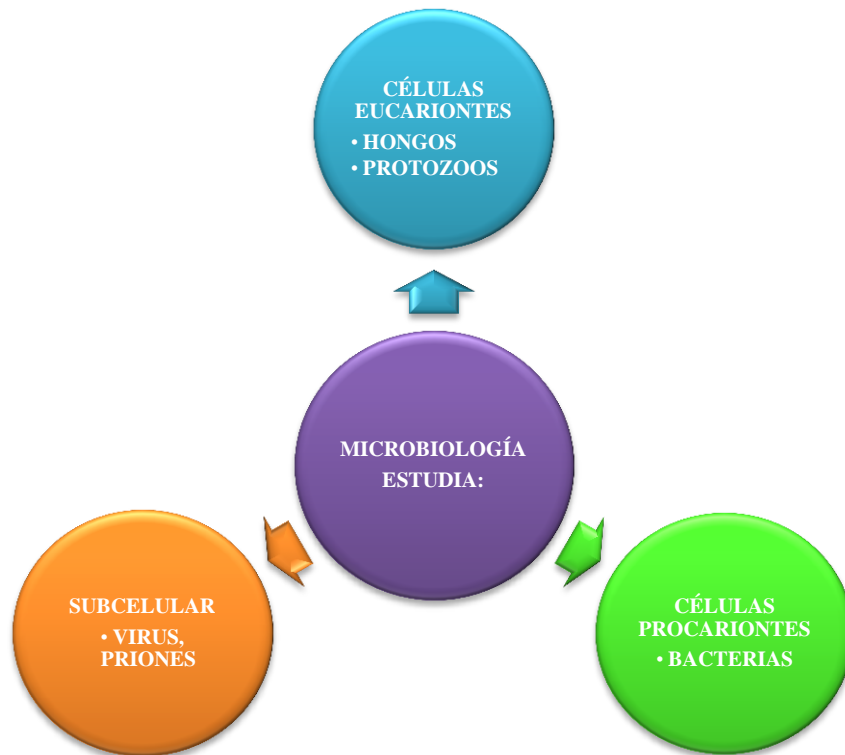 CÉLULAS
EUCARIONTES
• HONGOS
• PROTOZOOS
MICROBIOLOGÍA
ESTUDIA:
SUBCELULAR
• VIRUS,
PRIONES
CÉLULAS
PROCARIONTES
• BACTERIAS